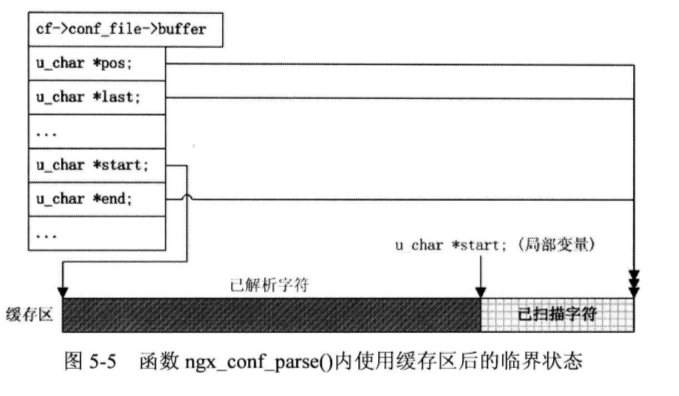 cf->conf_file->buffer
u_char *pos;
u_char *last;
...
u_char *start;
u_char *end;
...
u char *start; (局部变量)
已解析字符
缓存区
已扫描字符
图 5-5 函数 ngx_conf_parse()内使用缓存区后的临界状态